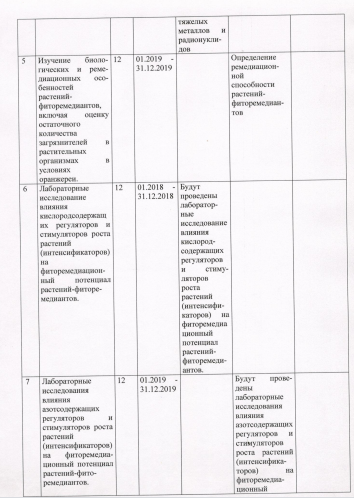 тяжелых
металлов и
радионукли-
дов
5 Изучение биоло- 12 01.2019 - Определение
гических и реме- 31.12.2019 ремедиацион-
диационных осо- ной
бенностей способности
растений- растений-
фиторемедиантов, фиторемедиан-
включая оценку тов
остаточного
количества
загрязнителей в
растительных
организмах в
условиях
оранжереи.
6 Лабораторные 12 01.2018 - Будут
исследование 31.12.2018 проведены
влияния лаборатор-
кислородсодержащ ные
их регуляторов и исследование
стимуляторов роста влияния
растений кислород-
(интенсификаторов) содержащих
на регуляторов
фиторемедиацион- и стиму-
ный потенциал ляторов
растений-фиторе- роста
медиантов. растений
(интенсифи-
каторов) на
фиторемедиа
ционный
потенциал
растений-
фиторемеди-
антов.
7 Лабораторные 12 01.2019 - Будут прове-
исследования 31.12.2019 дены
влияния лабораторные
азотсодержащих исследования
регуляторов и влияния
стимуляторов роста азотсодержащих
растений регуляторов и
(интенсификаторов) стимуляторов
на фиторемедиа- роста растений
ционный потенциал (интенсифика-
растений-фито- торов) на
ремедиантов. фиторемедиа-
ционный